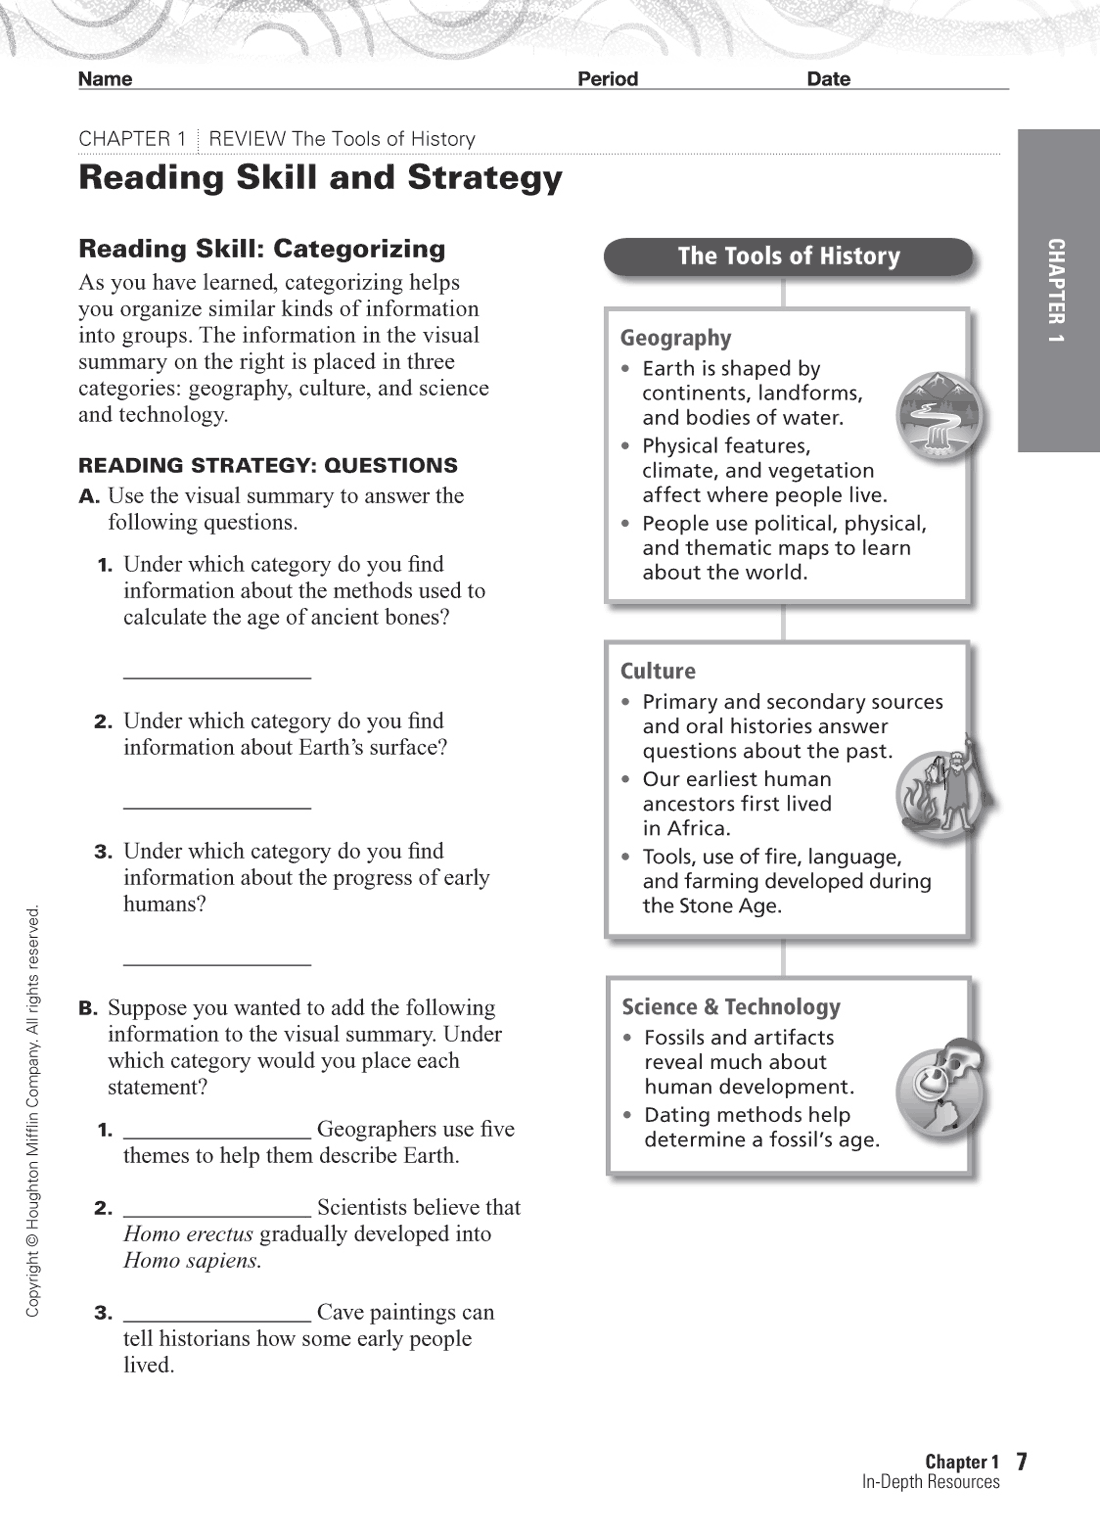 Name Period Date
CHAPTER 1 REVIEW The Tools of History
Reading Skill and Strategy
Reading Skill: Categorizing
As you have learned, categorizing helps
you organize similar kinds of information
into groups. The information in the visual
summary on the right is placed in three
categories: geography, culture, and science
and technology.
READING STRATEGY: QUESTIONS
A. Use the visual summary to answer the
following questions.
1. Under which category do you find
information about the methods used to
calculate the age of ancient bones?
2. Under which category do you find
information about Earth’s surface?
3. Under which category do you find
information about the progress of early
humans?
B. Suppose you wanted to add the following
information to the visual summary. Under
which category would you place each
statement?
1. _________________ Geographers use five
themes to help them describe Earth.
2. _________________ Scientists believe that
Homo erectus gradually developed into
Homo sapiens.
3. _________________ Cave paintings can
tell historians how some early people
lived.
The Tools of History
Geography
• Earth is shaped by
continents, landforms,
and bodies of water.
• Physical features,
climate, and vegetation
affect where people live.
• People use political, physical,
and thematic maps to learn
about the world.
Culture
• Primary and secondary sources
and oral histories answer
questions about the past.
• Our earliest human
ancestors first lived
in Africa.
• Tools, use of fire, language,
and farming developed during
the Stone Age.
Science & Technology
• Fossils and artifacts
reveal much about
human development.
• Dating methods help
determine a fossil’s age.
CHAPTER 1
Copyright © Houghton Mifflin Company. All rights reserved.
Chapter 1 7
In-Depth Resources